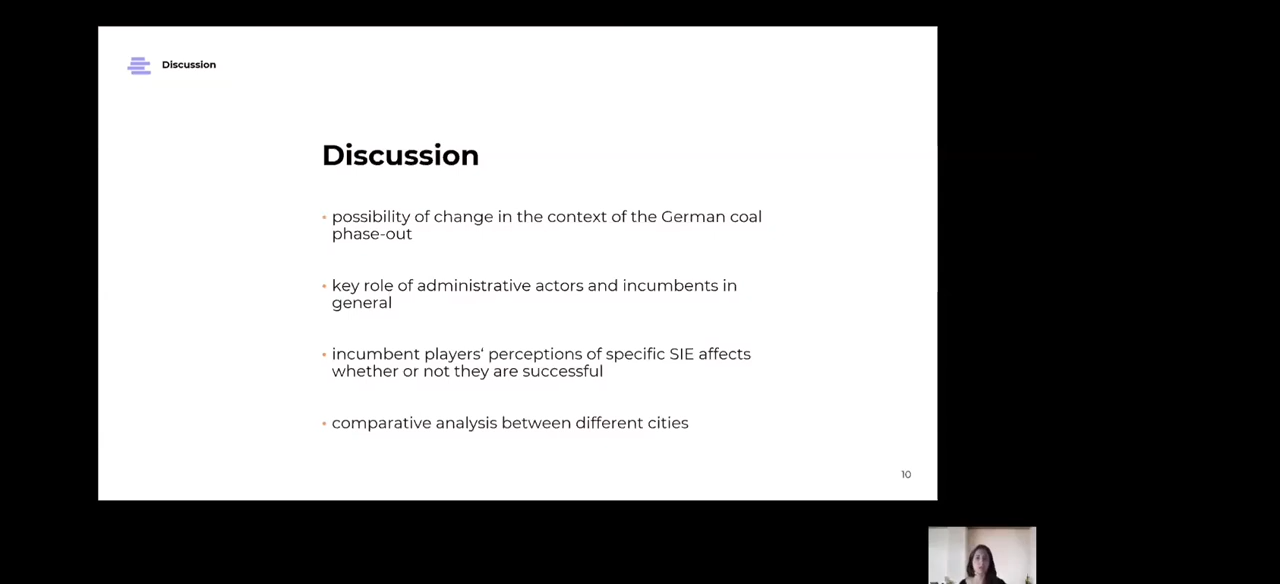 Discussion
Discussion
• possibility of change in the context of the German coal
phase-out
• key role of administrative actors and incumbents in
general
• incumbent players‘ perceptions of specific SIE affects
whether or not they are successful
• comparative analysis between different cities
10